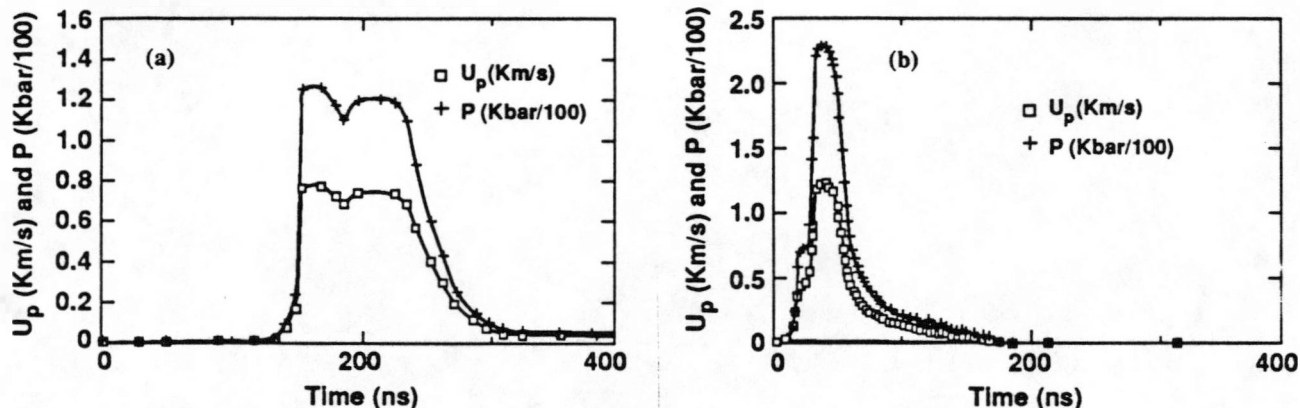 U_p (Km/s) and P (Kbar/100)
1.6
1.4
1.2
1.0
0.8
0.6
0.4
0.2
0
(a)
U_p (Km/s)
P (Kbar/100)
0
200
400
Time (ns)
U_p (Km/s) and P (Kbar/100)
2.5
2.0
1.5
1.0
0.5
0
(b)
U_p (Km/s)
P (Kbar/100)
0
200
400
Time (ns)